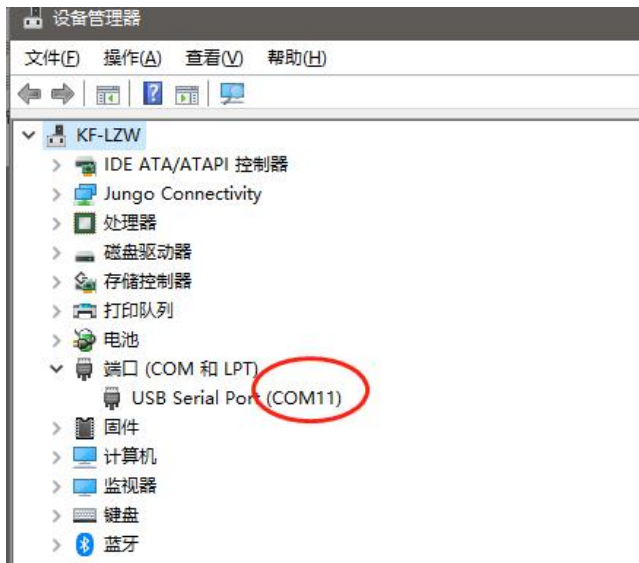 设备管理器
文件(F) 操作(A) 查看(V) 帮助(H)
KF-LZW
IDE ATA/ATAPI 控制器
Jungo Connectivity
处理器
磁盘驱动器
存储控制器
打印队列
电池
端口 (COM 和 LPT)
USB Serial Port (COM11)
固件
计算机
监视器
键盘
蓝牙